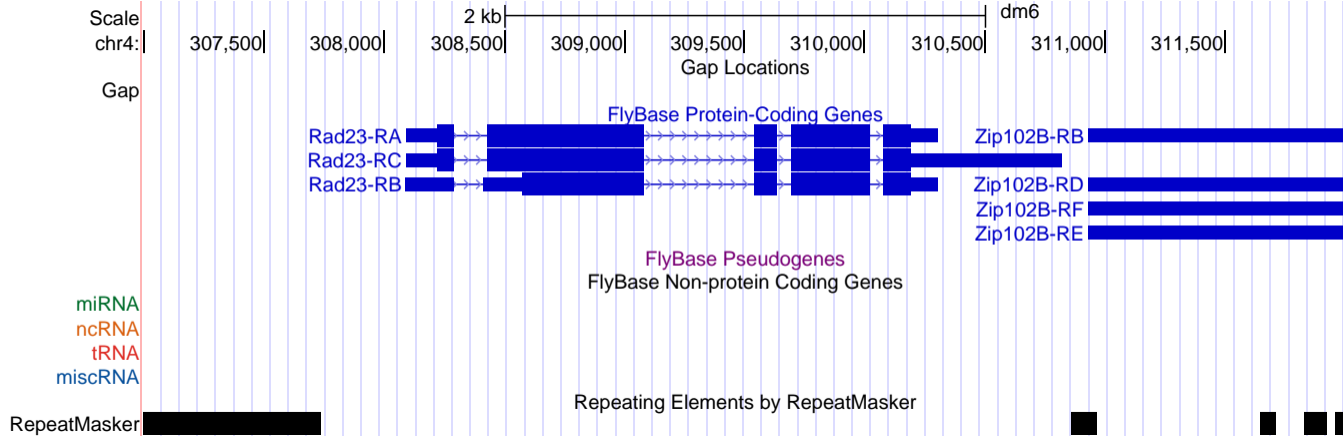 Scale 2 kb dm6
chr4: 307,500 308,000 308,500 309,000 309,500 310,000 310,500 311,000 311,500
Gap Locations
Gap
FlyBase Protein-Coding Genes
Rad23-RA Zip102B-RB
Rad23-RC
Rad23-RB Zip102B-RD
Zip102B-RF
Zip102B-RE
FlyBase Pseudogenes
FlyBase Non-protein Coding Genes
miRNA
ncRNA
tRNA
miscRNA
Repeating Elements by RepeatMasker
RepeatMasker